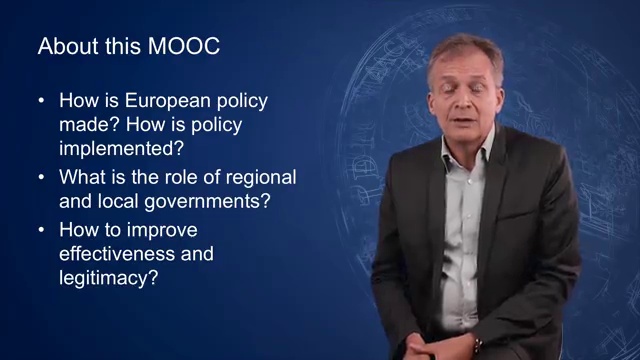 About this MOOC
• How is European policy
made? How is policy
implemented?
• What is the role of regional
and local governments?
• How to improve
effectiveness and
legitimacy?